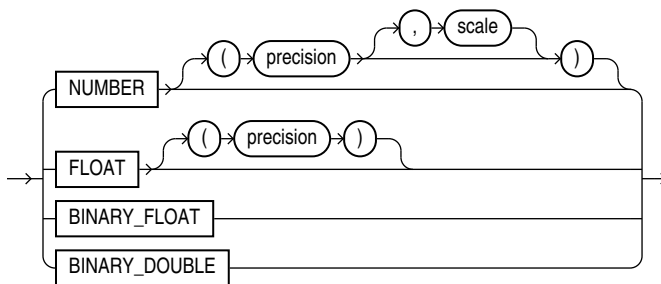 , scale
( precision )
NUMBER
( precision )
FLOAT
BINARY_FLOAT
BINARY_DOUBLE